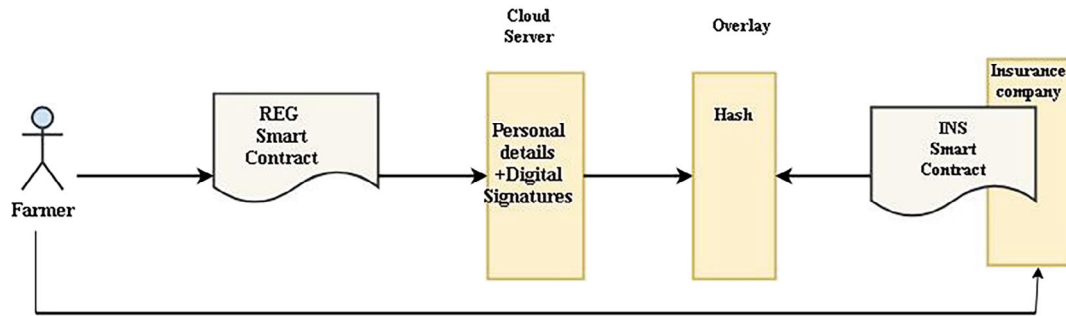 Cloud
Server
Overlay
Insurance
company
REG
Smart
Contract
Personal
details
+Digital
Signatures
Hash
INS
Smart
Contract
Farmer